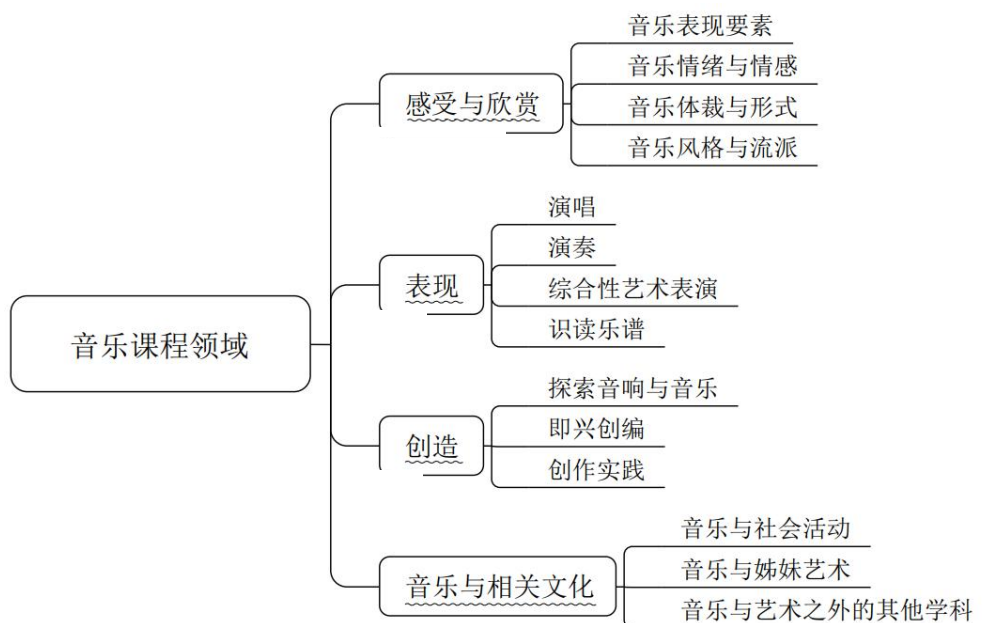 音乐课程领域
感受与欣赏
音乐表现要素
音乐情绪与情感
音乐体裁与形式
音乐风格与流派
表现
演唱
演奏
综合性艺术表演
识读乐谱
创造
探索音响与音乐
即兴创编
创作实践
音乐与相关文化
音乐与社会活动
音乐与姊妹艺术
音乐与艺术之外的其他学科